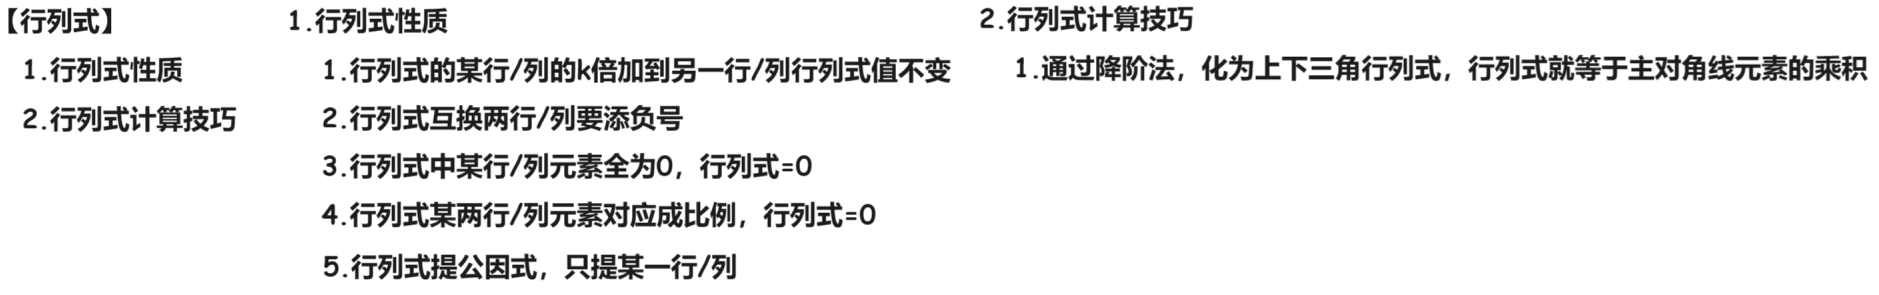 【行列式】
1.行列式性质
2.行列式计算技巧
1.行列式性质
1.行列式的某行/列的k倍加到另一行/列行列式值不变
2.行列式互换两行/列要添负号
3.行列式中某行/列元素全为0，行列式=0
4.行列式某两行/列元素对应成比例，行列式=0
5.行列式提公因式，只提某一行/列
2.行列式计算技巧
1.通过降阶法，化为上下三角行列式，行列式就等于主对角线元素的乘积